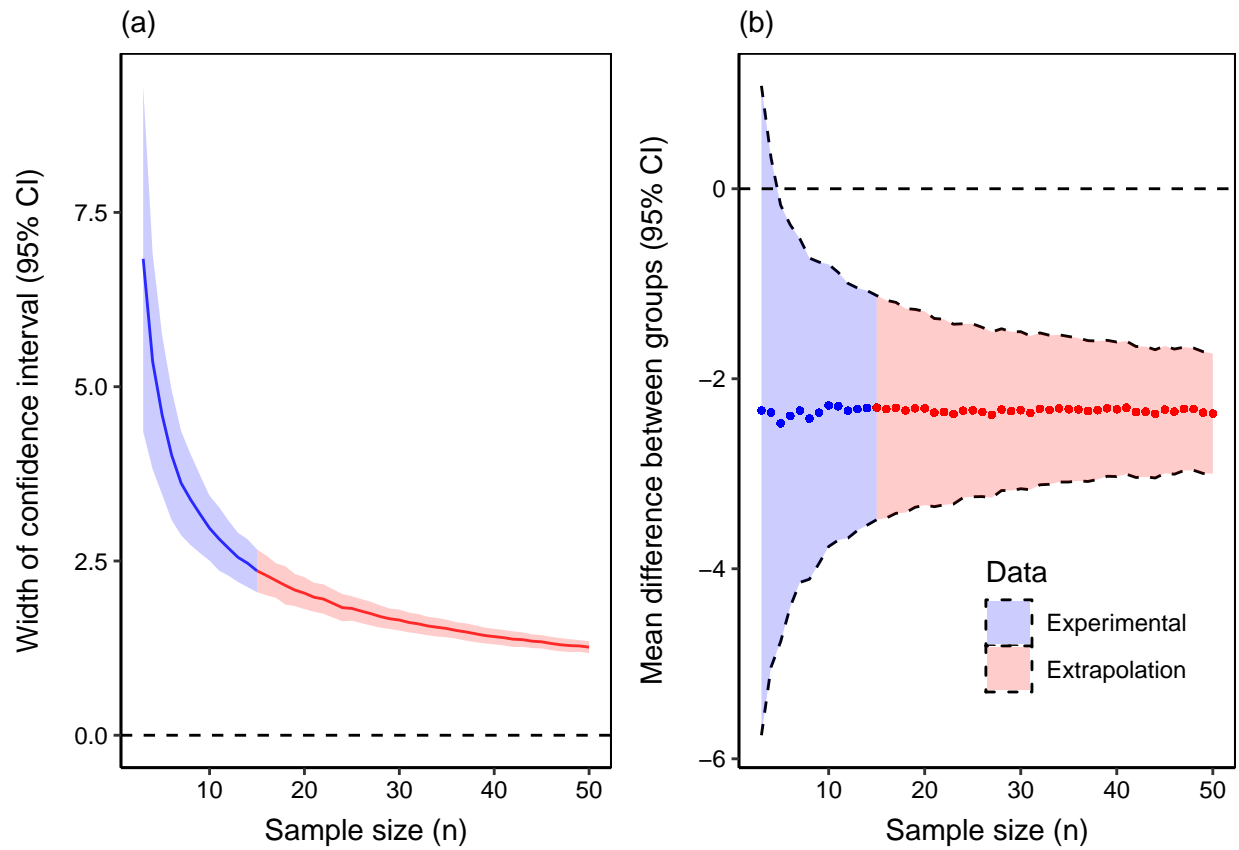 (a)
Width of confidence interval (95% CI)
7.5
5.0
2.5
0.0
10 20 30 40 50
Sample size (n)
(b)
Mean difference between groups (95% CI)
0
−2
−4
−6
Data
Experimental
Extrapolation
10 20 30 40 50
Sample size (n)